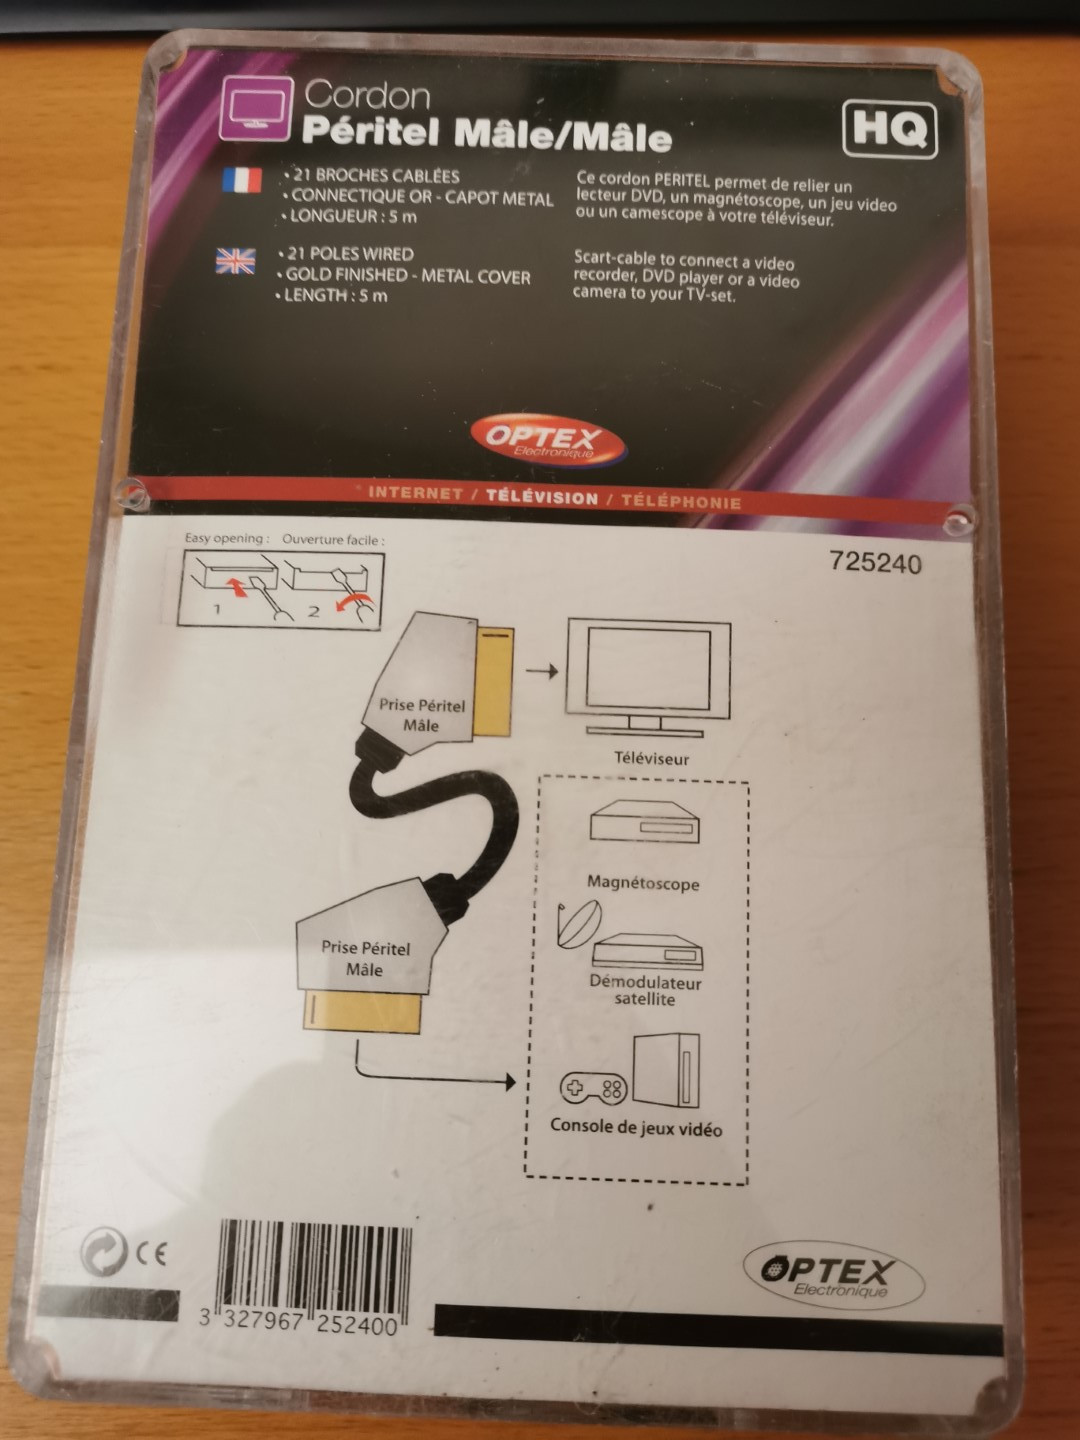 Cordon
Péritel Mâle/Mâle
HQ
• 21 BROCHES CABLÉES
• CONNECTIQUE OR - CAPOT METAL
• LONGUEUR : 5 m
Ce cordon PERITEL permet de relier un
lecteur DVD, un magnétoscope, un jeu video
ou un camescope à votre téléviseur.
• 21 POLES WIRED
• GOLD FINISHED - METAL COVER
• LENGTH : 5 m
Scart-cable to connect a video
recorder, DVD player or a video
camera to your TV-set.
OPTEX
Electronique
INTERNET / TÉLÉVISION / TÉLÉPHONIE
Easy opening : Ouverture facile :
1 2
725240
Prise Péritel
Mâle
Téléviseur
Magnétoscope
Prise Péritel
Mâle
Démodulateur
satellite
Console de jeux vidéo
CE
3 327967 252400
OPTEX
Electronique